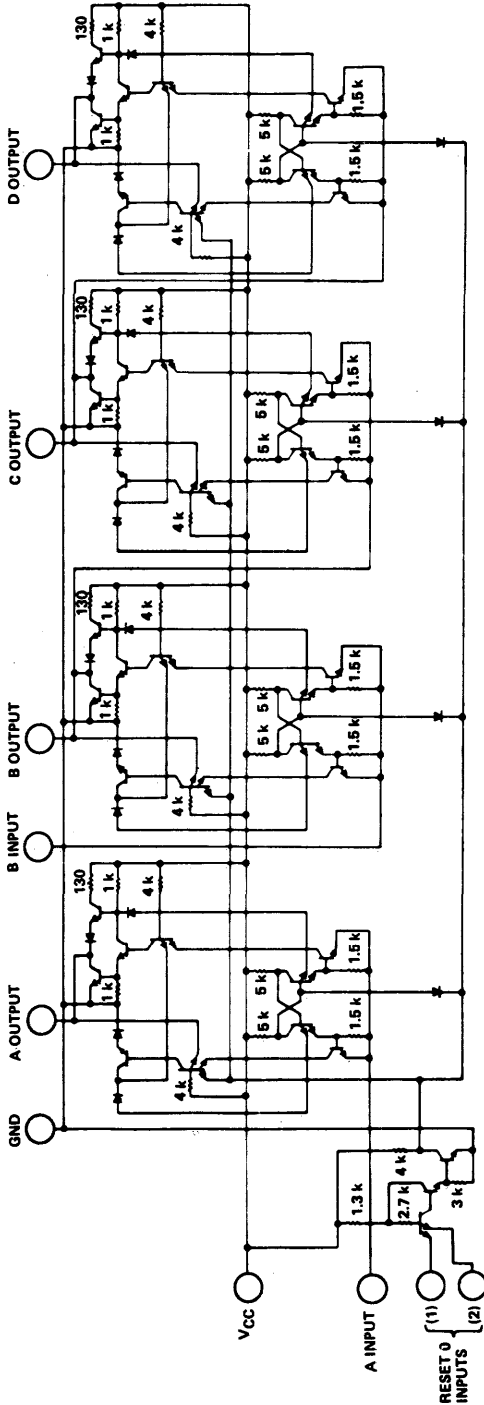 GND
A OUTPUT
B INPUT
B OUTPUT
C OUTPUT
D OUTPUT
130
130
130
130
1 k
1 k
1 k
1 k
1 k
1 k
1 k
1 k
4 k
4 k
4 k
4 k
4 k
4 k
4 k
4 k
VCC
5 k
5 k
5 k
5 k
5 k
5 k
5 k
5 k
1.5 k
1.5 k
1.5 k
1.5 k
1.5 k
1.5 k
1.5 k
1.5 k
1.3 k
A INPUT
2.7 k
4 k
3 k
RESET 0
INPUTS
(1)
(2)